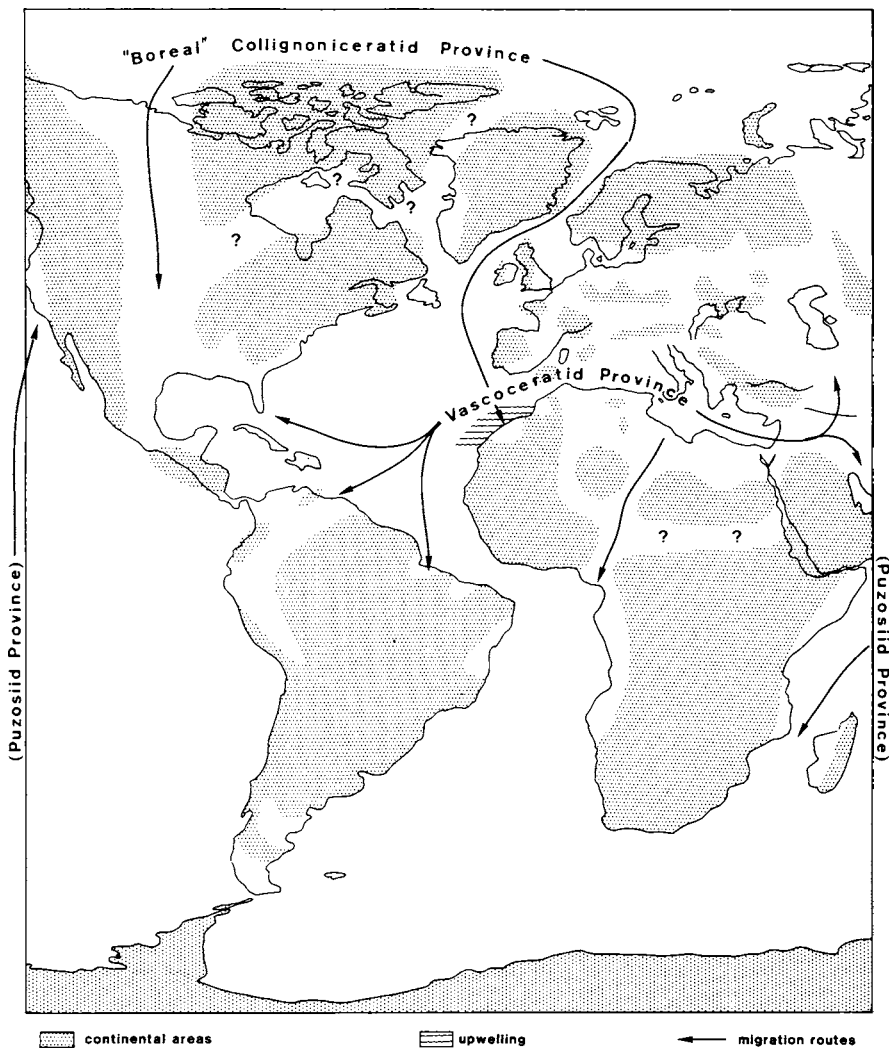 "Boreal" Collignoniceratid Province
?
?
?
?
Vascoceratid Province
? ?
(Puzosiid Province)
(Puzosiid Province)
continental areas
upwelling
migration routes